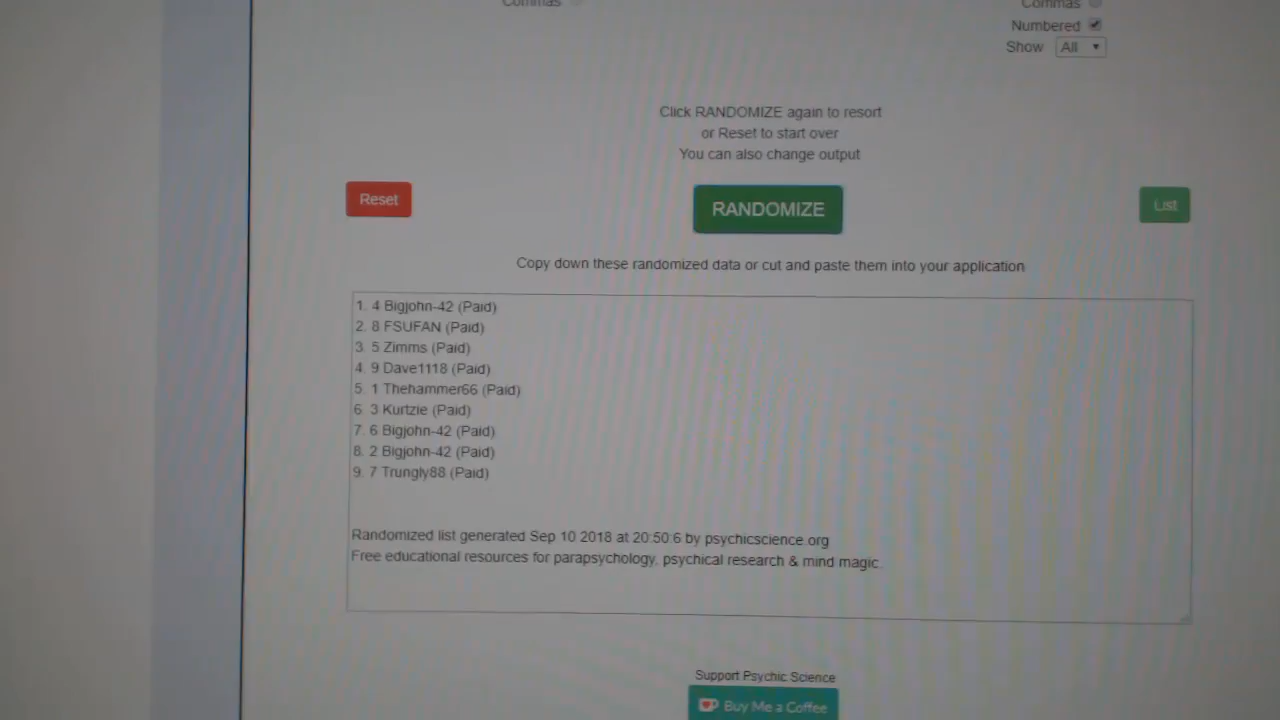 Commas
Commas
Numbered
Show All
Click RANDOMIZE again to resort
or Reset to start over
You can also change output
Reset
RANDOMIZE
List
Copy down these randomized data or cut and paste them into your application
1. 4 Bigjohn-42 (Paid)
2. 8 FSUFAN (Paid)
3. 5 Zimms (Paid)
4. 9 Dave1118 (Paid)
5. 1 Thehammer66 (Paid)
6. 3 Kurtzie (Paid)
7. 6 Bigjohn-42 (Paid)
8. 2 Bigjohn-42 (Paid)
9. 7 Trungly88 (Paid)
Randomized list generated Sep 10 2018 at 20:50:6 by psychicscience.org
Free educational resources for parapsychology, psychical research & mind magic.
Support Psychic Science
Buy Me a Coffee